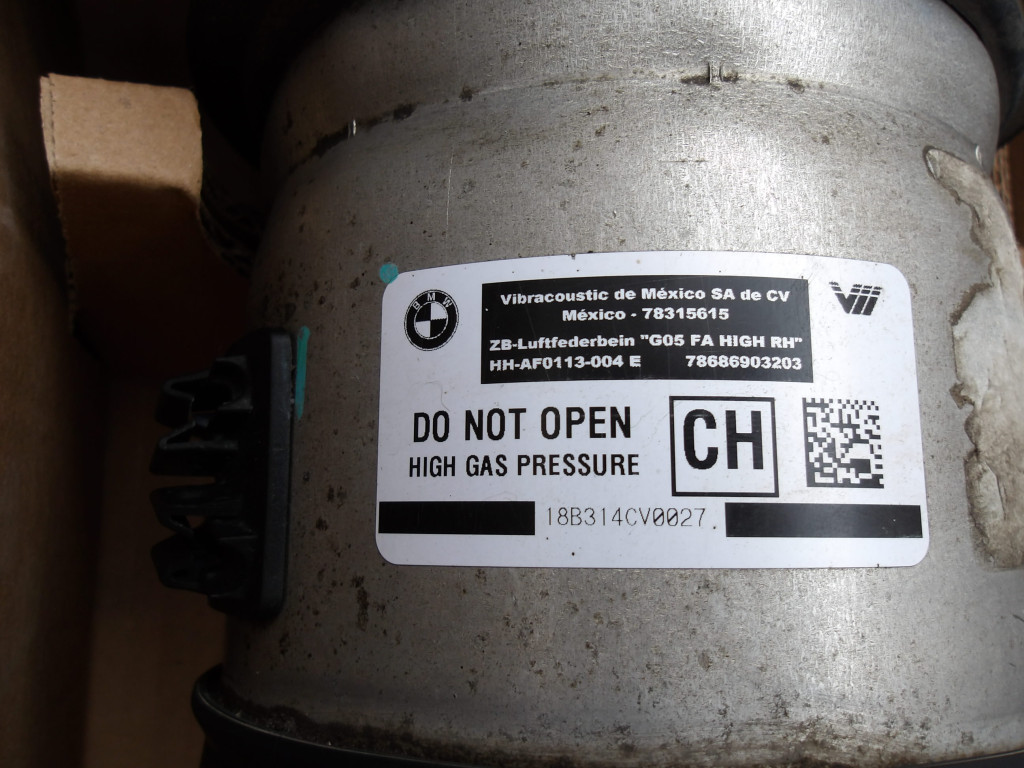 BMW
Vibracoustic de México SA de CV
México - 78315615
ZB-Luftfederbein "G05 FA HIGH RH"
HH-AF0113-004 E 78686903203
DO NOT OPEN
HIGH GAS PRESSURE
CH
18B314CV0027